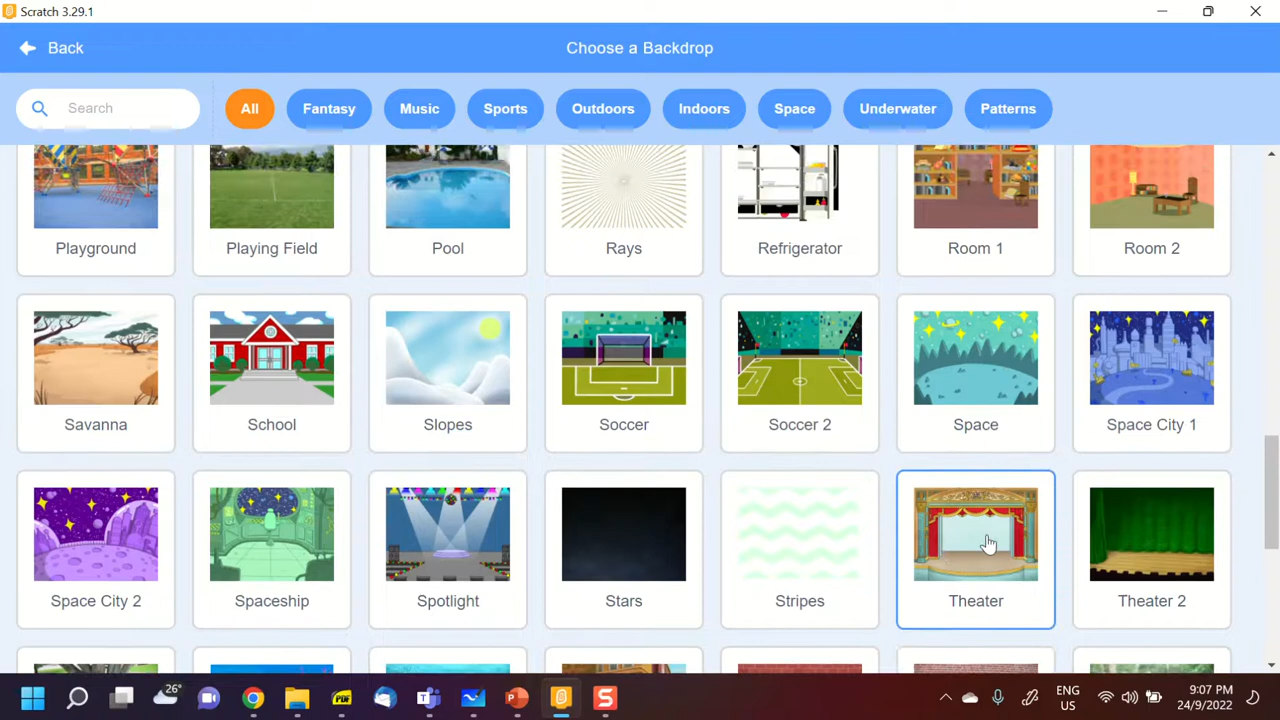 Scratch 3.29.1
Back
Choose a Backdrop
Search
All
Fantasy
Music
Sports
Outdoors
Indoors
Space
Underwater
Patterns
Playground
Playing Field
Pool
Rays
Refrigerator
Room 1
Room 2
Savanna
School
Slopes
Soccer
Soccer 2
Space
Space City 1
Space City 2
Spaceship
Spotlight
Stars
Stripes
Theater
Theater 2
26°
PDF
ENG
US
9:07 PM
24/9/2022